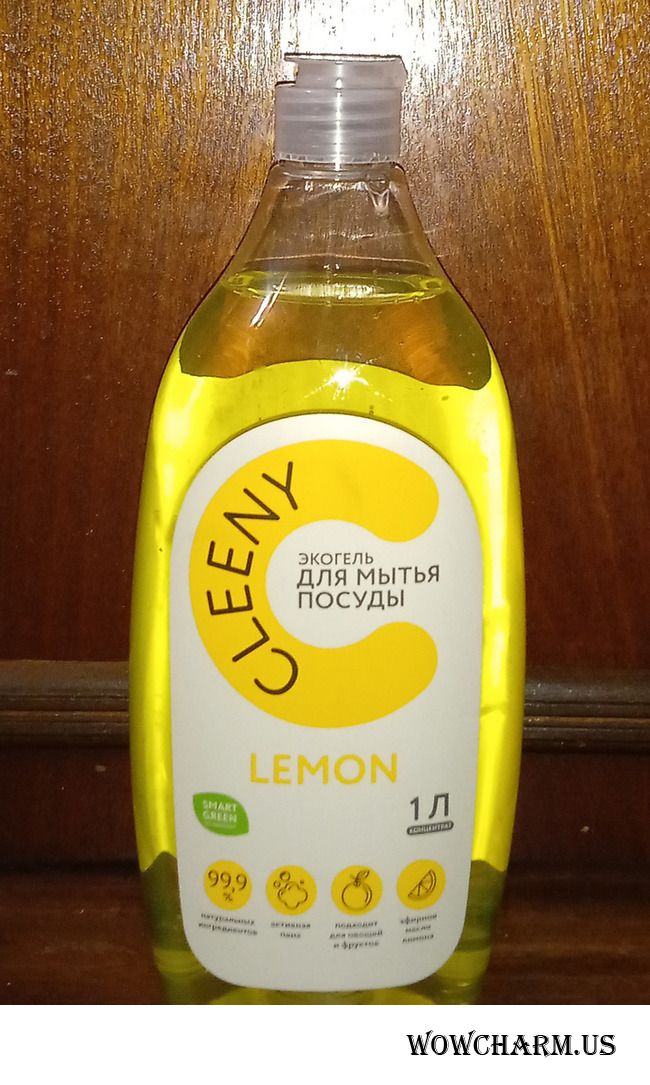 CLEENY
ЭКОГЕЛЬ
ДЛЯ МЫТЬЯ
ПОСУДЫ
LEMON
SMART
GREEN
1 Л
КОНЦЕНТРАТ
99,9
%
натуральных
ингредиентов
активная
пена
подходит
для овощей
и фруктов
эфирное
масло
лимона
WOWCHARM.US